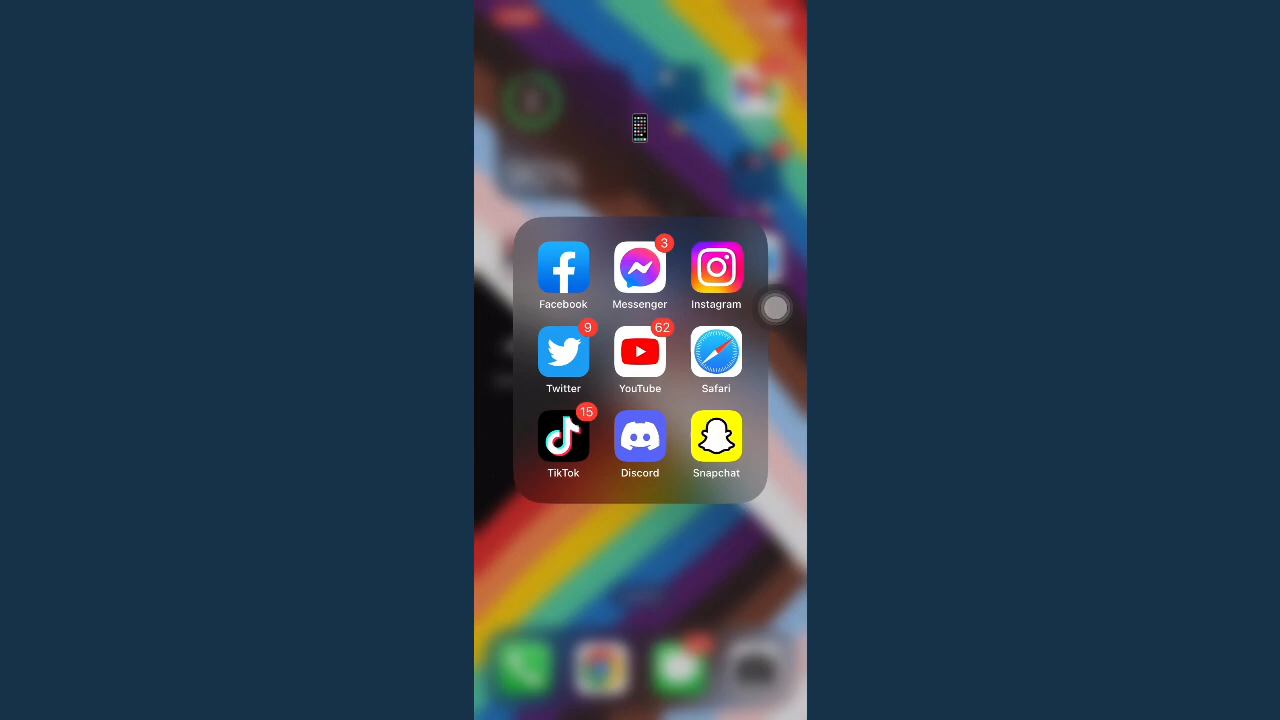 3
Facebook Messenger Instagram
9 62
Twitter YouTube Safari
15
TikTok Discord Snapchat